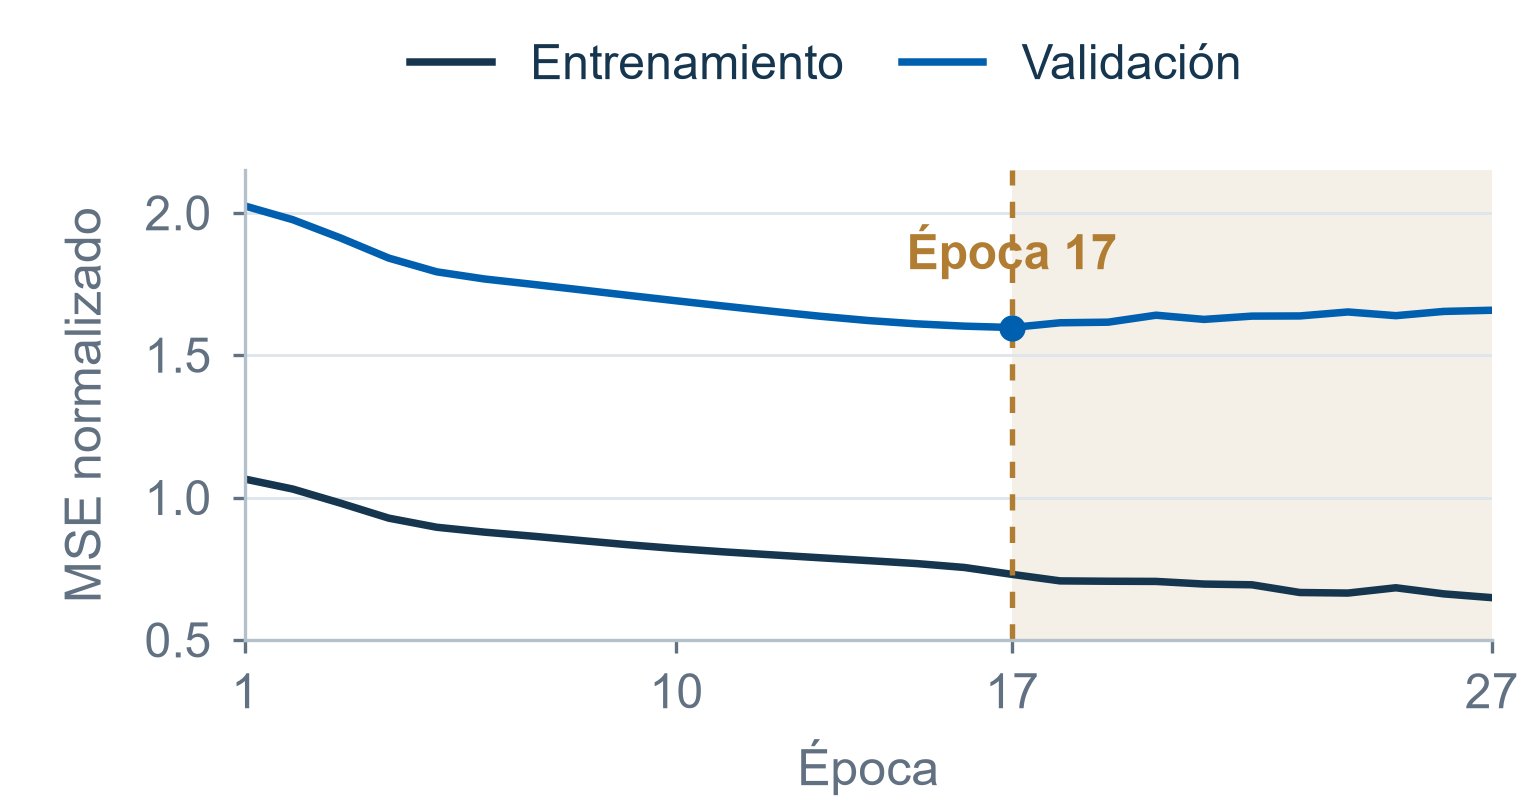 Entrenamiento Validación
MSE normalizado
2.0
1.5
1.0
0.5
Época 17
1 10 17 27
Época